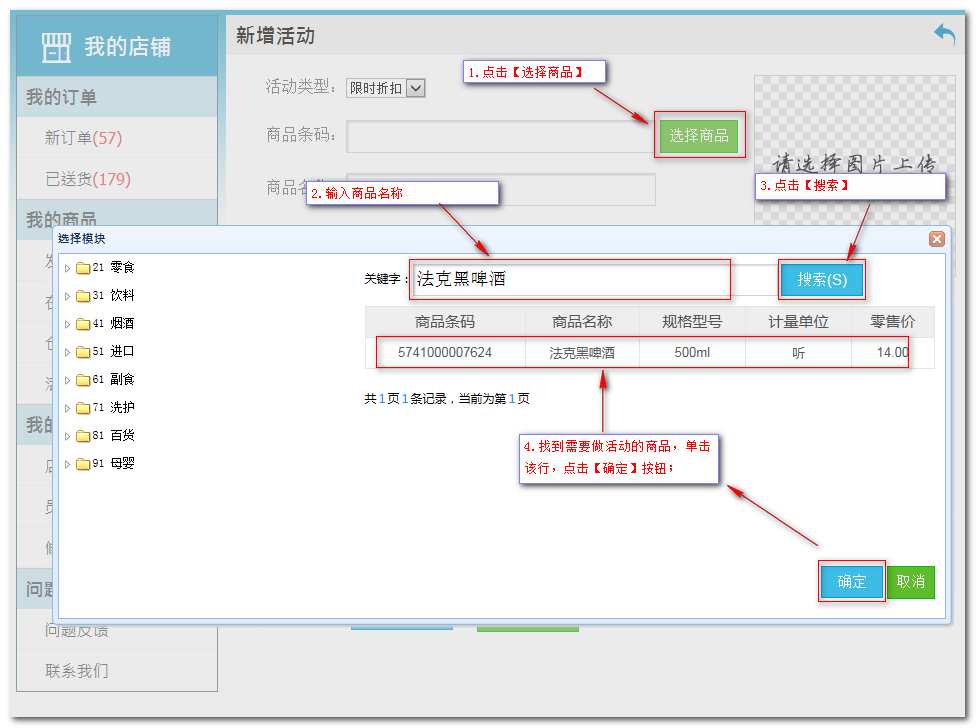 我的店铺
新增活动
我的订单
新订单(57)
已送货(179)
我的商品
活动类型：
限时折扣
商品条码：
选择商品
商品名
请选择图片上传
1.点击【选择商品】
2.输入商品名称
3.点击【搜索】
选择模块
21 零食
31 饮料
41 烟酒
51 进口
61 副食
71 洗护
81 百货
91 母婴
关键字：
法克黑啤酒
搜索(S)
商品条码 商品名称 规格型号 计量单位 零售价
5741000007624 法克黑啤酒 500ml 听 14.00
共1页1条记录，当前为第1页
4.找到需要做活动的商品，单击
该行，点击【确定】按钮；
确定
取消
我的
问题
问题反馈
联系我们